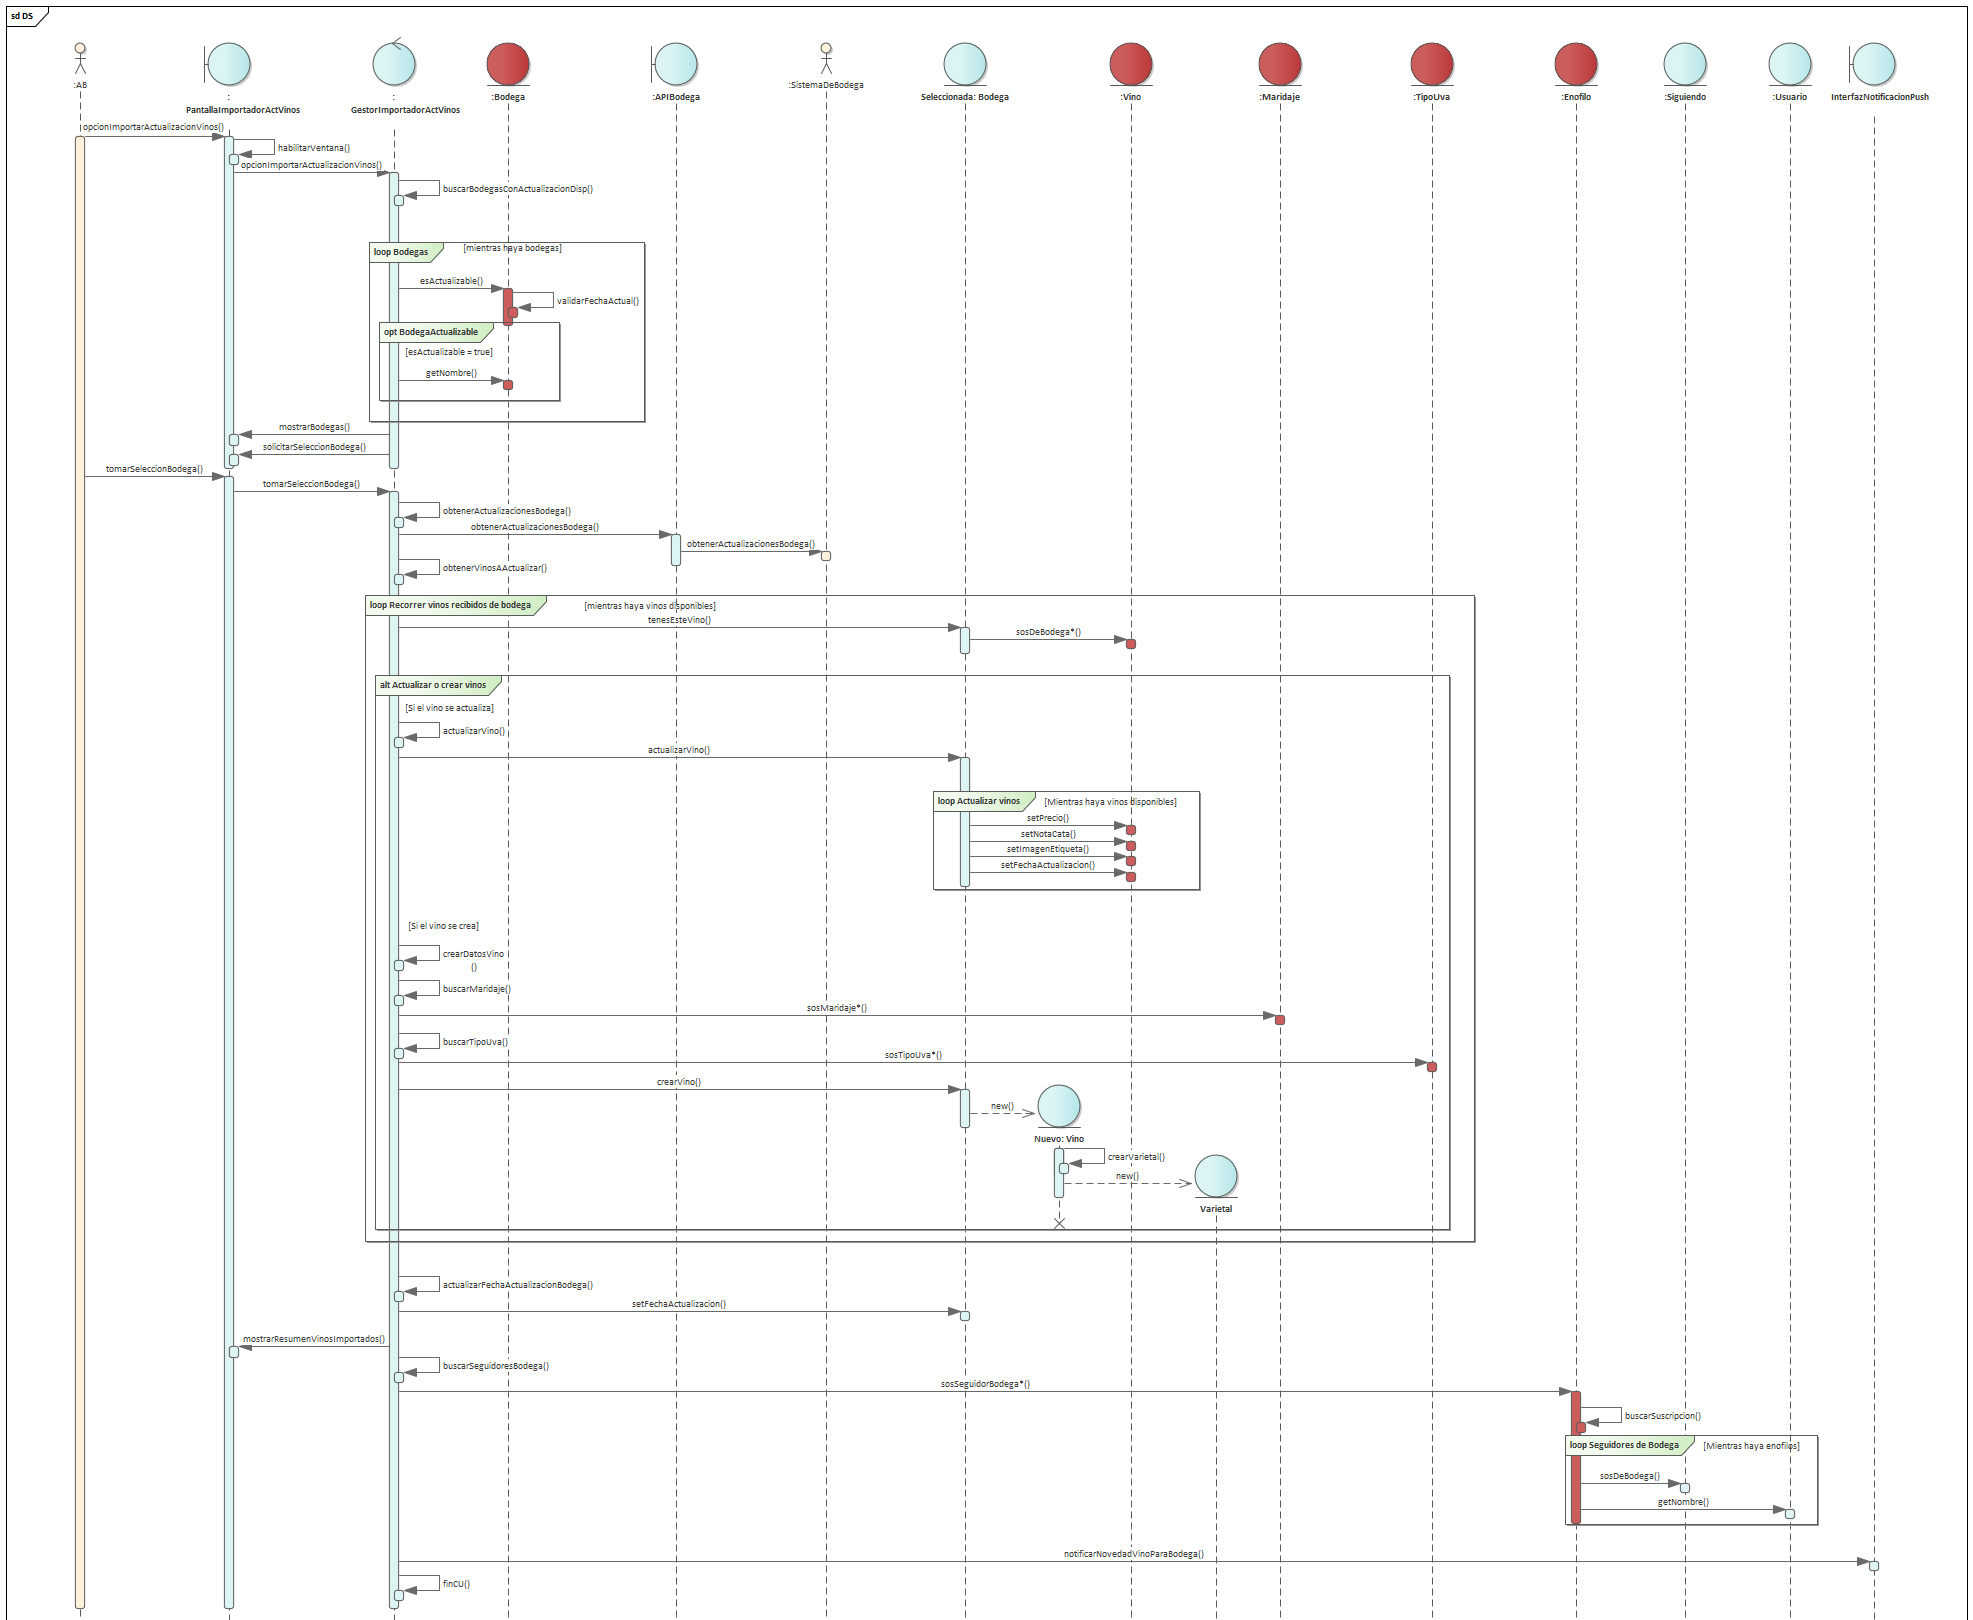 sd DS
:AB
:
PantallaImportadorActVinos
:
GestorImportadorActVinos
:Bodega
:APIBodega
:SistemaDeBodega
Seleccionada: Bodega
:Vino
:Maridaje
:TipoUva
:Enofilo
:Siguiendo
:Usuario
InterfazNotificacionPush
opcionImportarActualizacionVinos()
habilitarVentana()
opcionImportarActualizacionVinos()
buscarBodegasConActualizacionDisp()
loop Bodegas
[mientras haya bodegas]
esActualizable()
validarFechaActual()
opt BodegaActualizable
[esActualizable = true]
getNombre()
mostrarBodegas()
solicitarSeleccionBodega()
tomarSeleccionBodega()
tomarSeleccionBodega()
obtenerActualizacionesBodega()
obtenerActualizacionesBodega()
obtenerActualizacionesBodega()
obtenerVinosAActualizar()
loop Recorrer vinos recibidos de bodega
[mientras haya vinos disponibles]
tenesEsteVino()
sosDeBodega*()
alt Actualizar o crear vinos
[Si el vino se actualiza]
actualizarVino()
actualizarVino()
loop Actualizar vinos
[Mientras haya vinos disponibles]
setPrecio()
setNotaCata()
setImagenEtiqueta()
setFechaActualizacion()
[Si el vino se crea]
crearDatosVino
()
buscarMaridaje()
sosMaridaje*()
buscarTipoUva()
sosTipoUva*()
crearVino()
new()
Nuevo: Vino
crearVarietal()
new()
Varietal
actualizarFechaActualizacionBodega()
setFechaActualizacion()
mostrarResumenVinosImportados()
buscarSeguidoresBodega()
sosSeguidorBodega*()
buscarSuscripcion()
loop Seguidores de Bodega
[Mientras haya enofilos]
sosDeBodega()
getNombre()
notificarNovedadVinoParaBodega()
finCU()